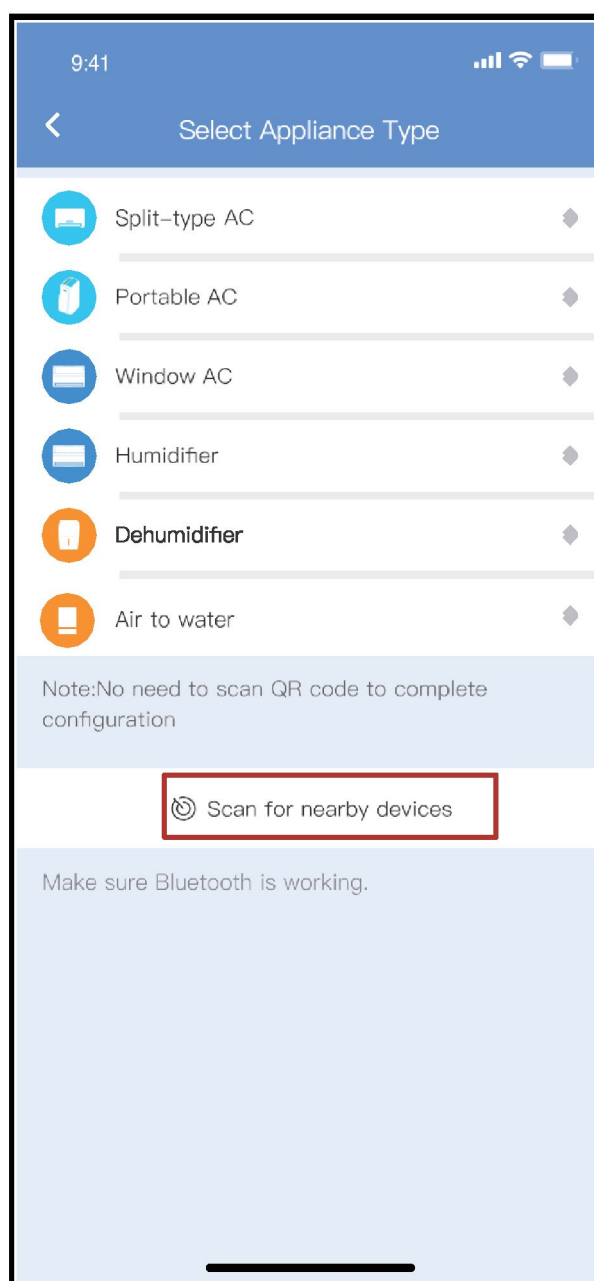 9:41
Select Appliance Type
Split-type AC
Portable AC
Window AC
Humidifier
Dehumidifier
Air to water
Note:No need to scan QR code to complete
configuration
Scan for nearby devices
Make sure Bluetooth is working.